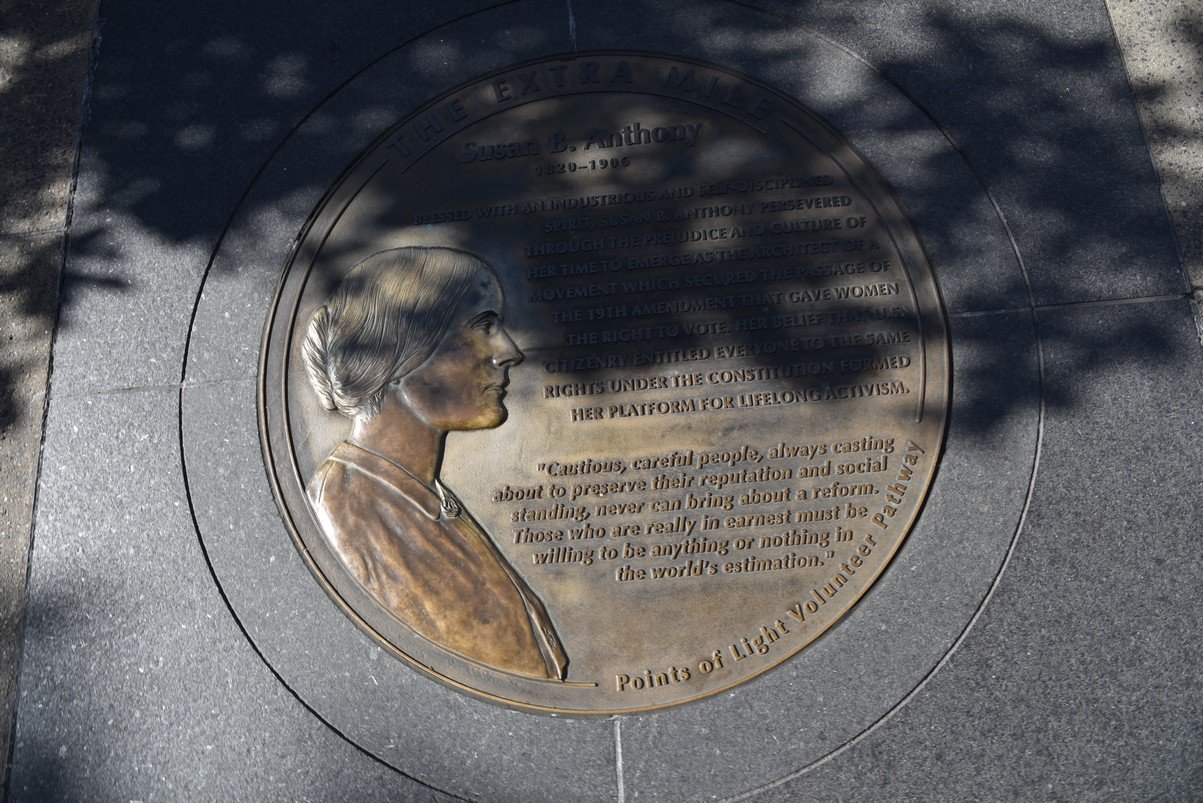 THE EXTRA MILE
Susan B. Anthony
1820–1906
BLESSED WITH AN INDUSTRIOUS AND SELF-DISCIPLINED
SPIRIT, SUSAN B. ANTHONY PERSEVERED
THROUGH THE PREJUDICE AND CULTURE OF
HER TIME TO EMERGE AS THE ARCHITECT OF A
MOVEMENT WHICH SECURED THE PASSAGE OF
THE 19TH AMENDMENT THAT GAVE WOMEN
THE RIGHT TO VOTE. HER BELIEF THAT U.S.
CITIZENRY ENTITLED EVERYONE TO THE SAME
RIGHTS UNDER THE CONSTITUTION FORMED
HER PLATFORM FOR LIFELONG ACTIVISM.
"Cautious, careful people, always casting
about to preserve their reputation and social
standing, never can bring about a reform.
Those who are really in earnest must be
willing to be anything or nothing in
the world's estimation."
Points of Light Volunteer Pathway